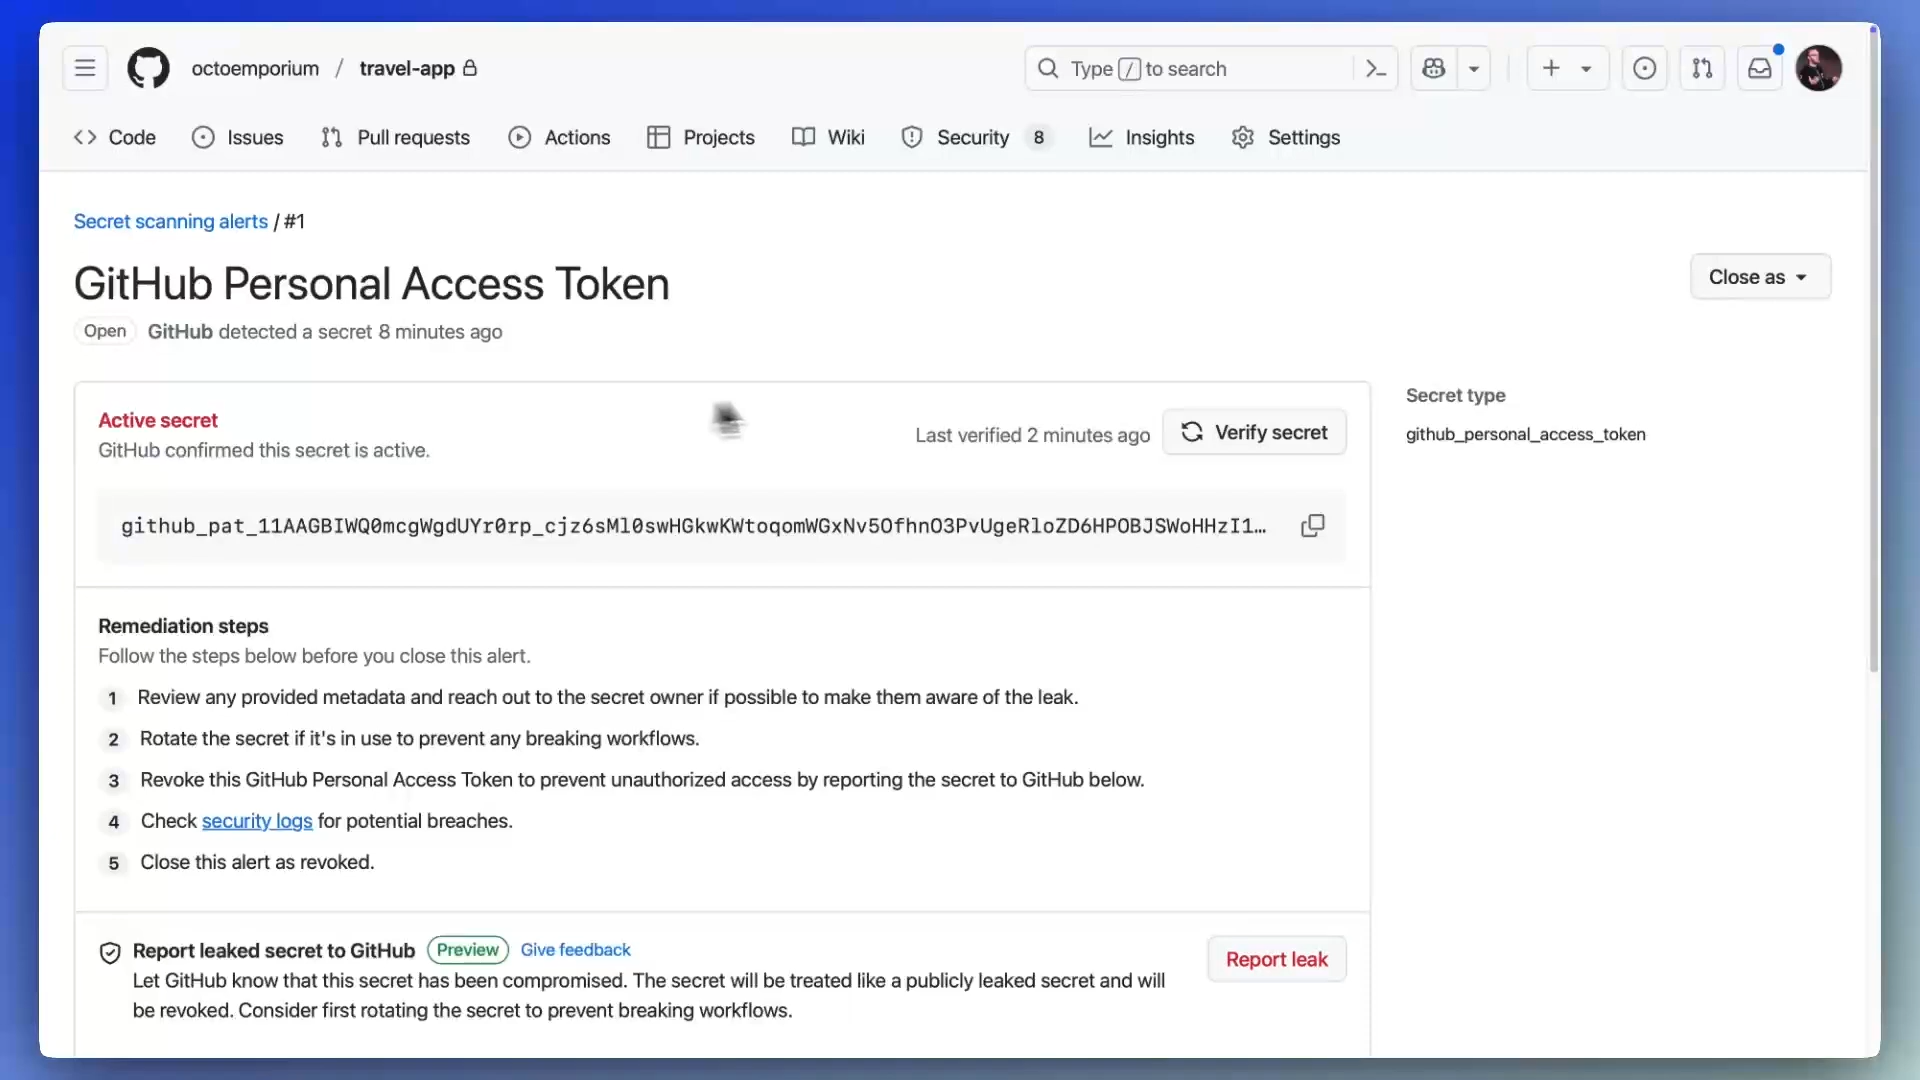 octoemporium / travel-app
Type / to search
Code Issues Pull requests Actions Projects Wiki Security 8 Insights Settings
Secret scanning alerts / #1
GitHub Personal Access Token
Close as
Open GitHub detected a secret 8 minutes ago
Active secret
GitHub confirmed this secret is active.
Last verified 2 minutes ago Verify secret
Secret type
github_personal_access_token
github_pat_11AAGBIWQ0mcgWgdUYr0rp_cjz6sMl0swHGkwKWtoqomWGxNv5OfhnO3PvUgeRloZD6HPOBJSWoHHzI1…
Remediation steps
Follow the steps below before you close this alert.
1 Review any provided metadata and reach out to the secret owner if possible to make them aware of the leak.
2 Rotate the secret if it's in use to prevent any breaking workflows.
3 Revoke this GitHub Personal Access Token to prevent unauthorized access by reporting the secret to GitHub below.
4 Check security logs for potential breaches.
5 Close this alert as revoked.
Report leaked secret to GitHub Preview Give feedback
Let GitHub know that this secret has been compromised. The secret will be treated like a publicly leaked secret and will
be revoked. Consider first rotating the secret to prevent breaking workflows.
Report leak